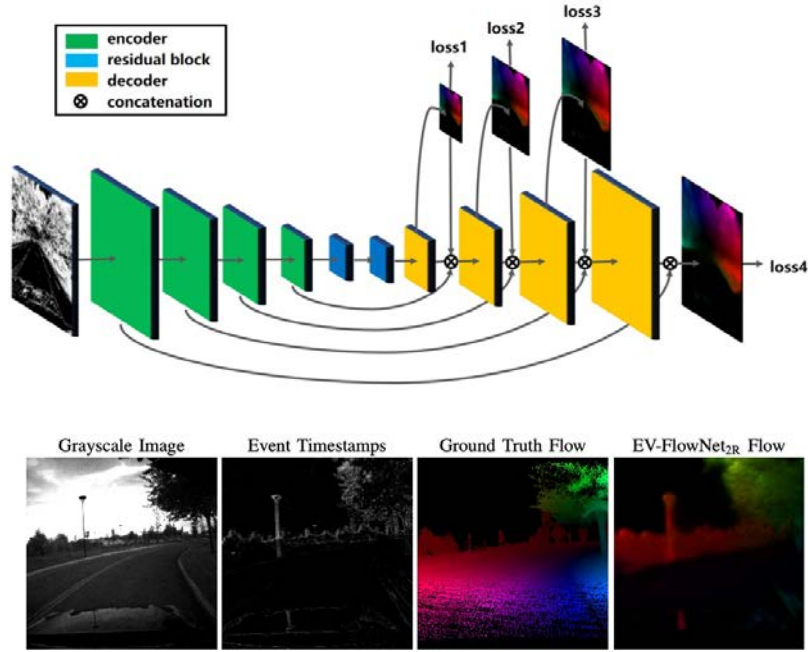 encoder
residual block
decoder
concatenation
loss1
loss2
loss3
loss4
Grayscale Image
Event Timestamps
Ground Truth Flow
EV-FlowNet2R Flow